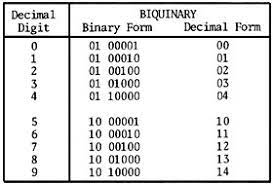 Decimal BIQUINARY
Digit Binary Form Decimal Form
0 01 00001 00
1 01 00010 01
2 01 00100 02
3 01 01000 03
4 01 10000 04
5 10 00001 10
6 10 00010 11
7 10 00100 12
8 10 01000 13
9 10 10000 14